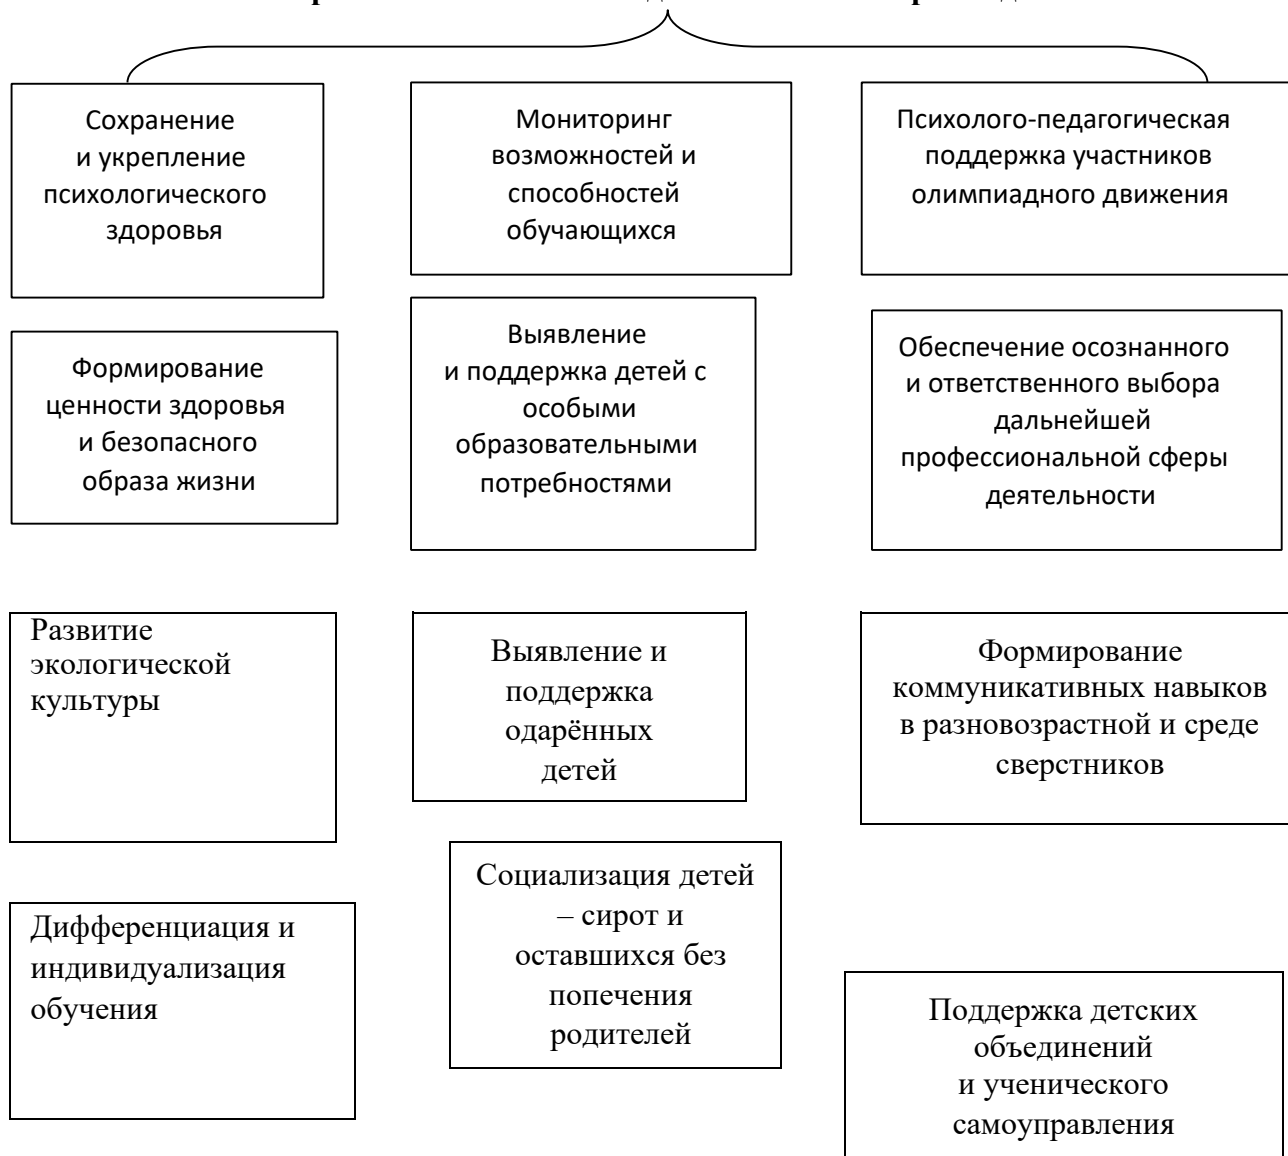 Сохранение
и укрепление
психологического
здоровья
Мониторинг
возможностей и
способностей
обучающихся
Психолого-педагогическая
поддержка участников
олимпиадного движения
Формирование
ценности здоровья
и безопасного
образа жизни
Выявление
и поддержка детей с
особыми
образовательными
потребностями
Обеспечение осознанного
и ответственного выбора
дальнейшей
профессиональной сферы
деятельности
Развитие
экологической
культуры
Выявление и
поддержка
одарённых
детей
Формирование
коммуникативных навыков
в разновозрастной и среде
сверстников
Дифференциация и
индивидуализация
обучения
Социализация детей
– сирот и
оставшихся без
попечения
родителей
Поддержка детских
объединений
и ученического
самоуправления